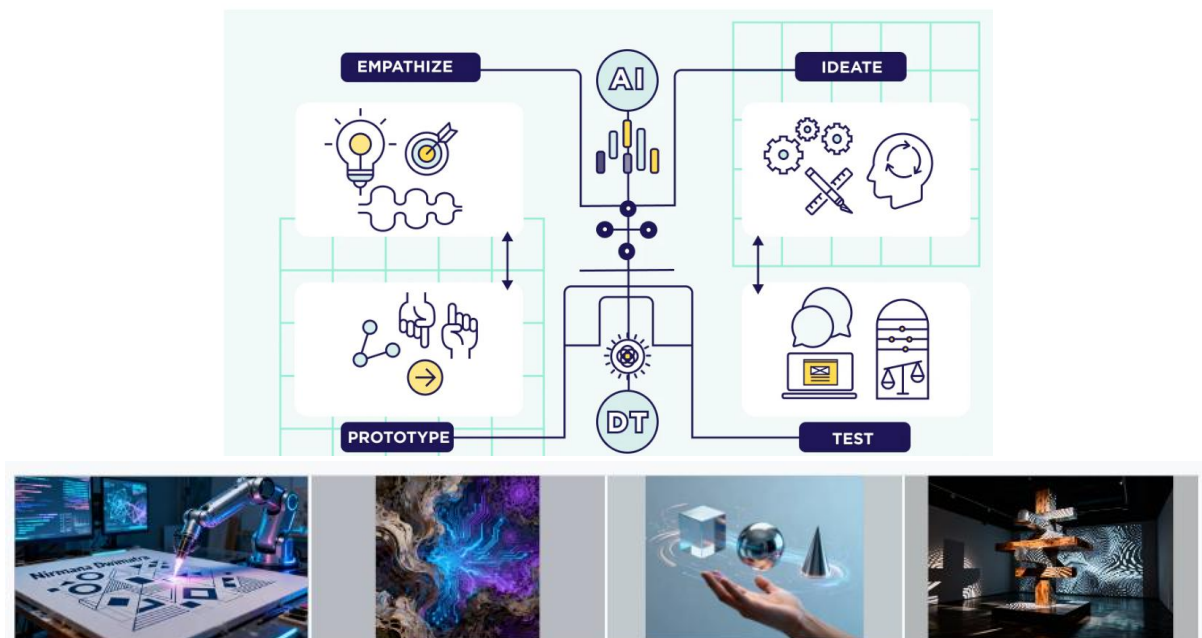 EMPATHIZE
AI
IDEATE
PROTOTYPE
DT
TEST
Nirmana Dwimatra